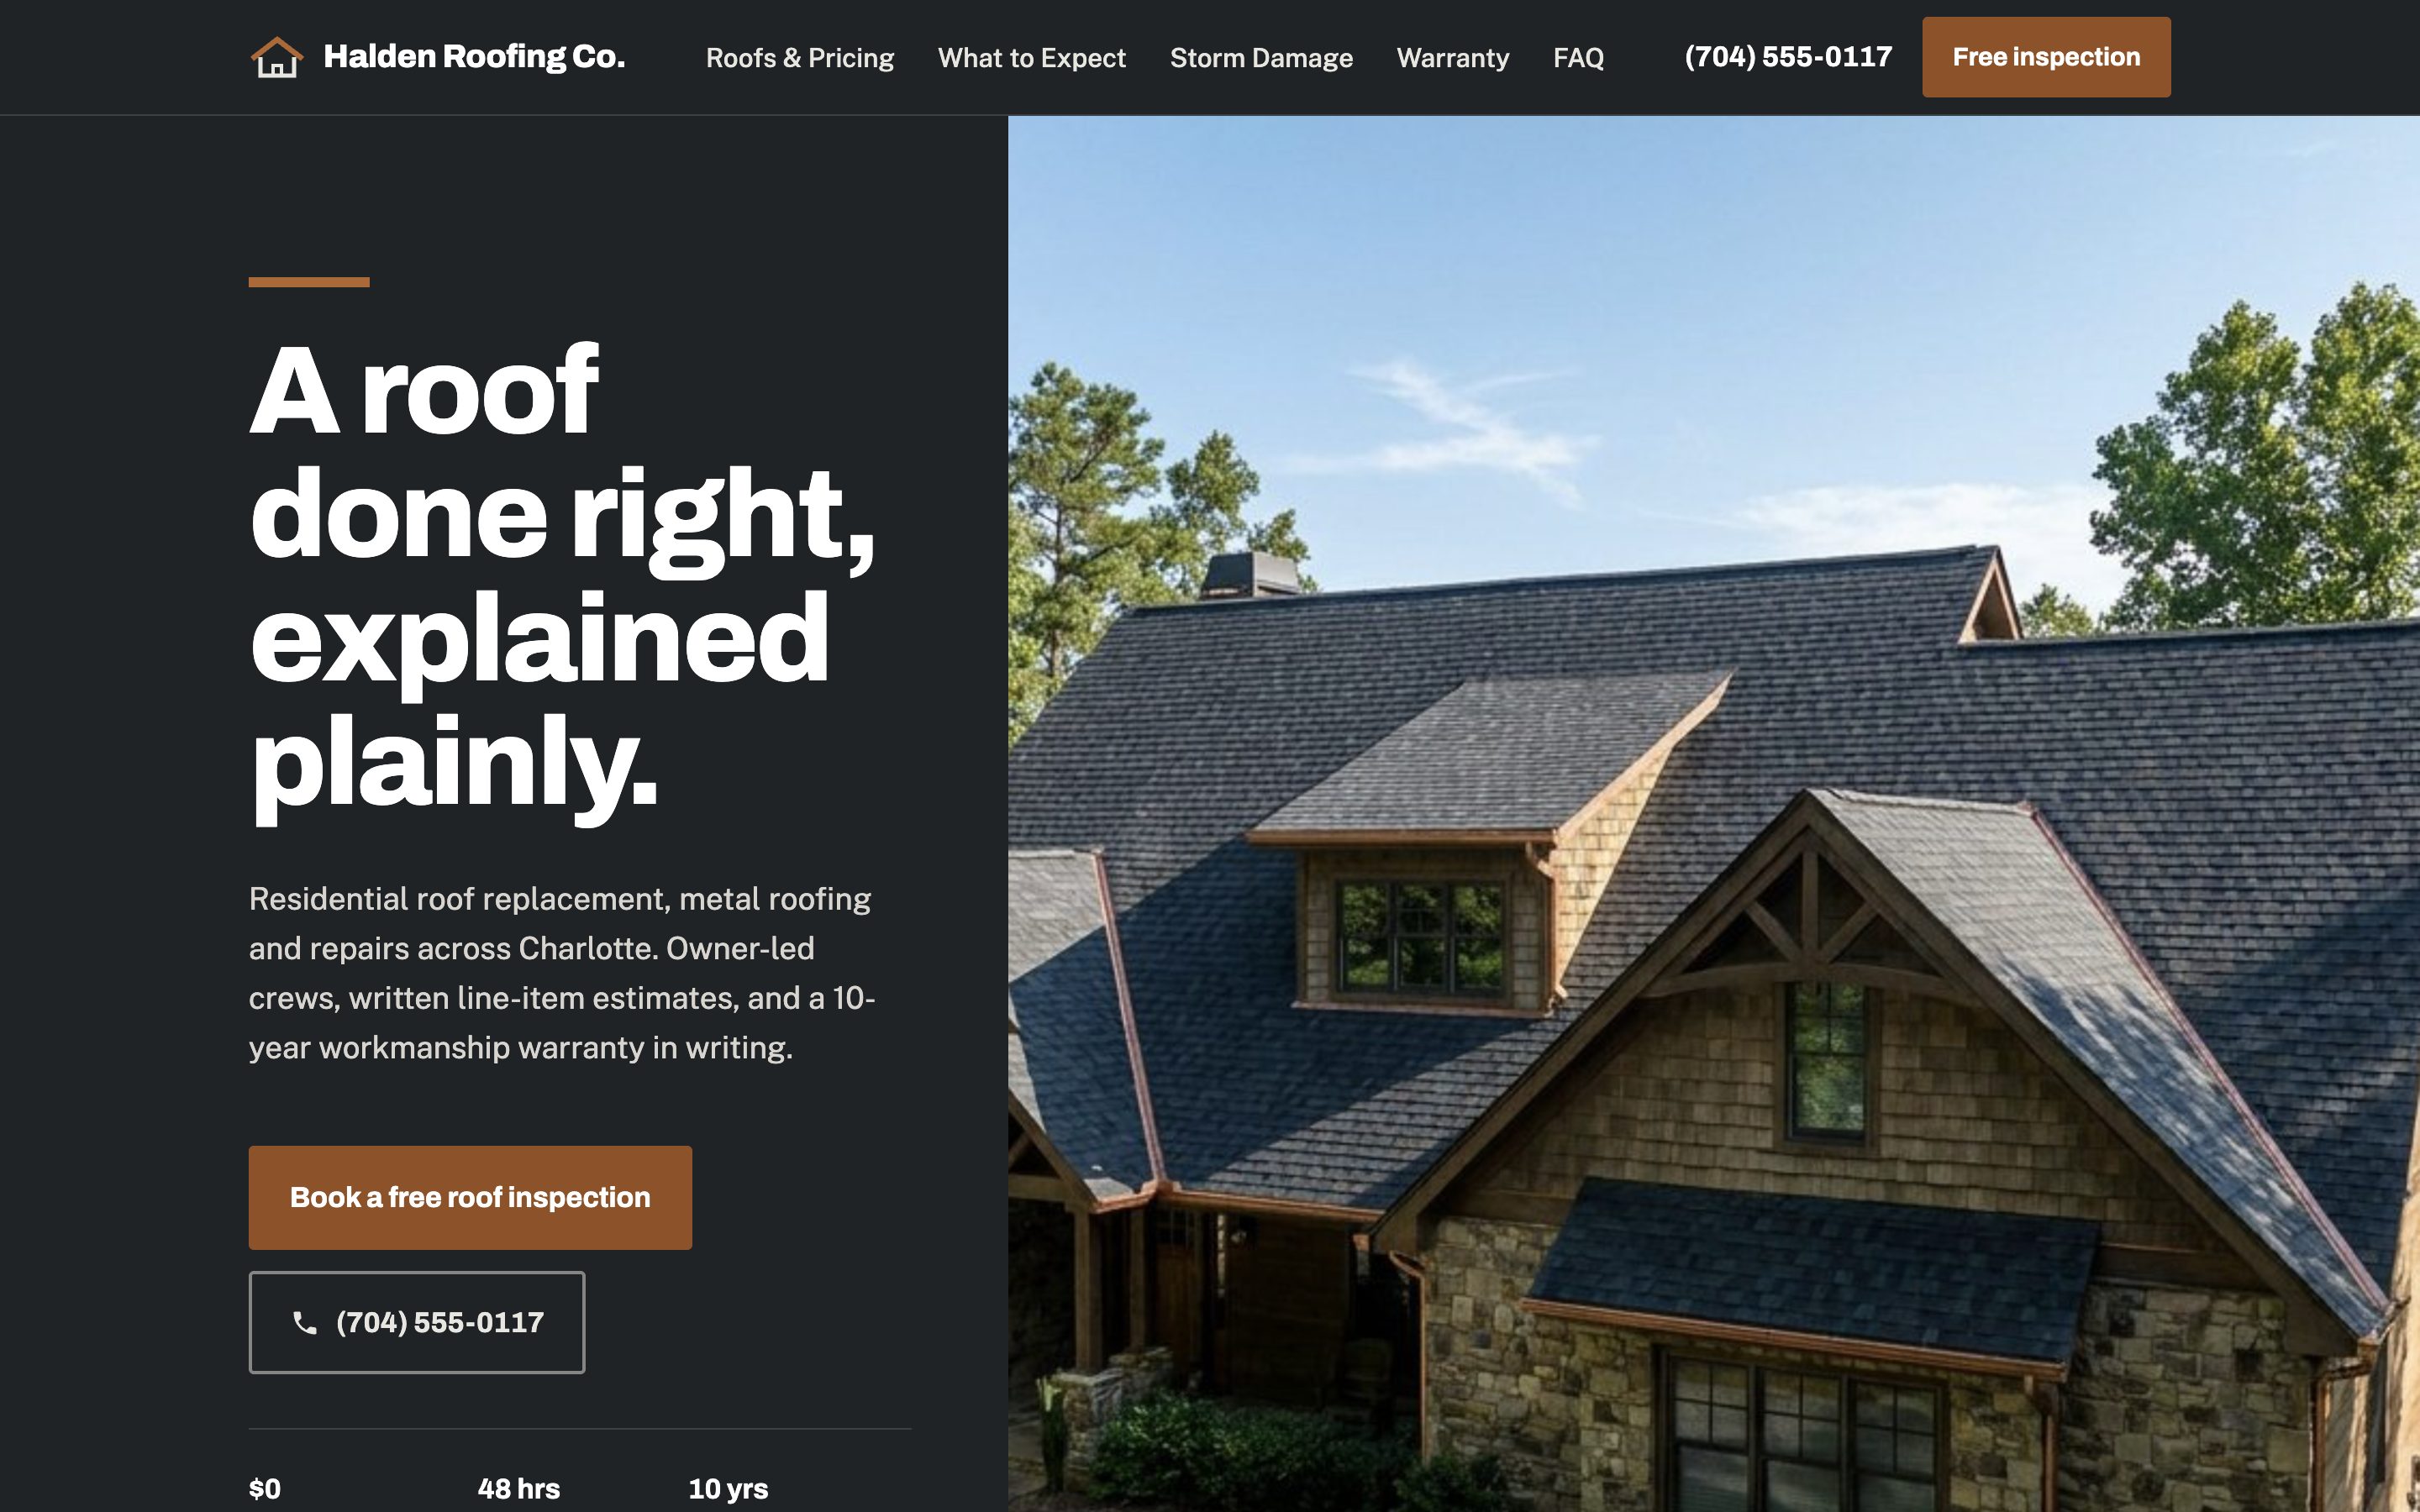 Halden Roofing Co.
Roofs & Pricing
What to Expect
Storm Damage
Warranty
FAQ
(704) 555-0117
Free inspection
A roof
done right,
explained
plainly.
Residential roof replacement, metal roofing
and repairs across Charlotte. Owner-led
crews, written line-item estimates, and a 10-
year workmanship warranty in writing.
Book a free roof inspection
(704) 555-0117
$0
48 hrs
10 yrs